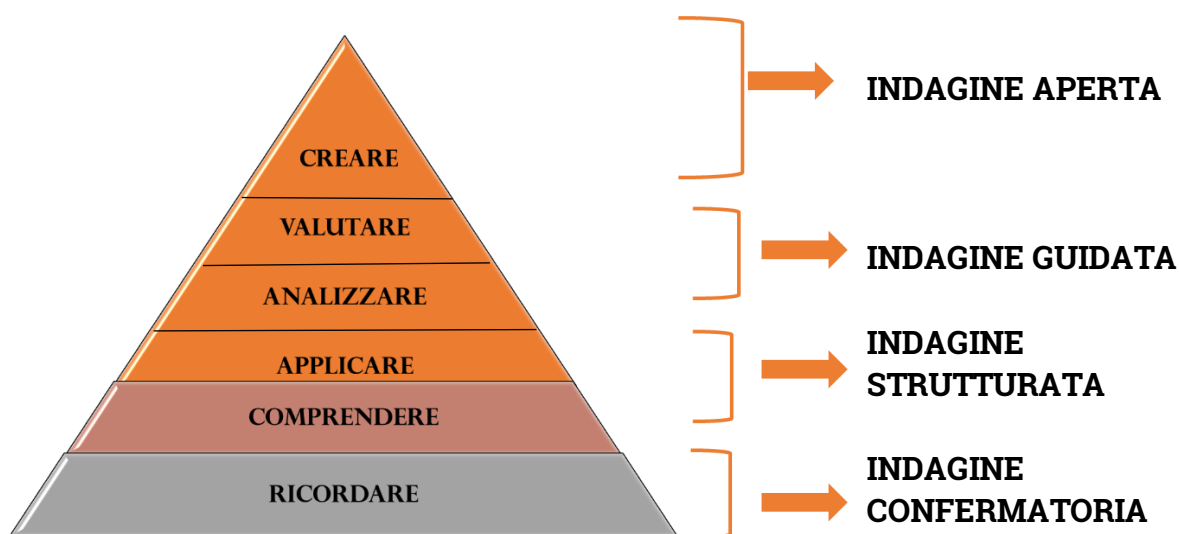 CREARE
VALUTARE
ANALIZZARE
APPLICARE
COMPRENDERE
RICORDARE
INDAGINE APERTA
INDAGINE GUIDATA
INDAGINE
STRUTTURATA
INDAGINE
CONFERMATORIA